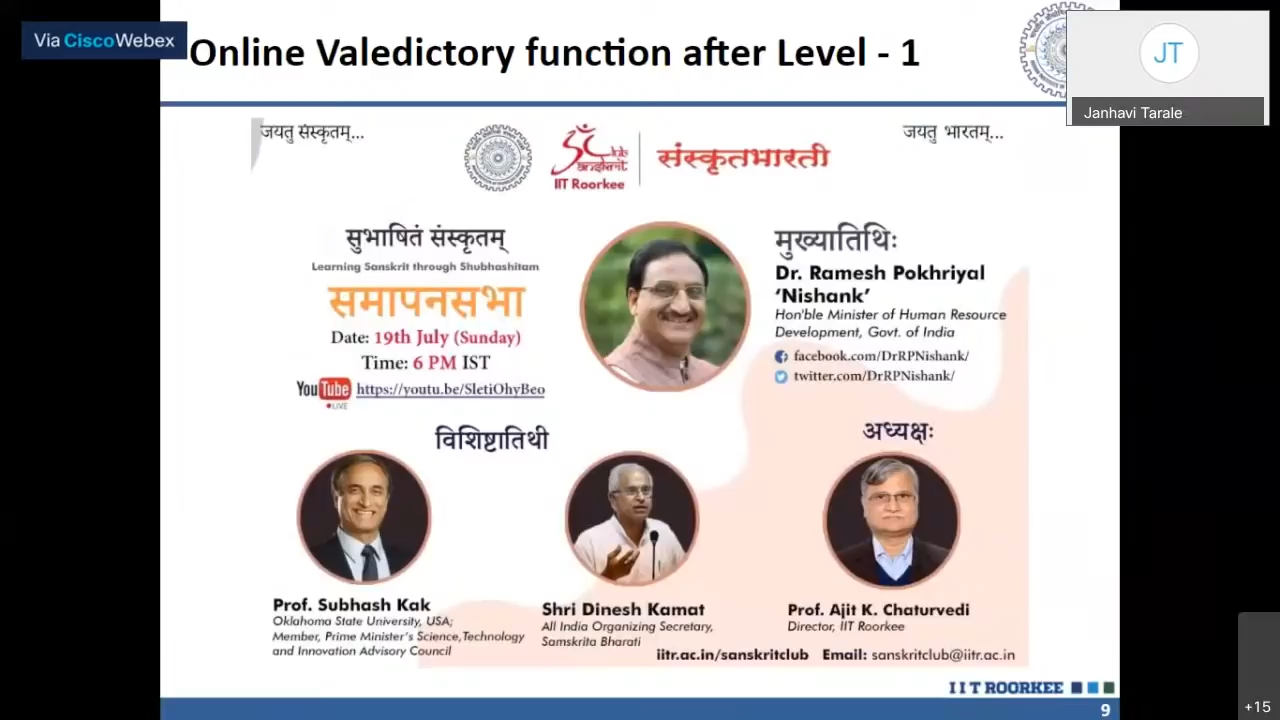 Via Cisco Webex
Online Valedictory function after Level - 1
JT
Janhavi Tarale
जयतु संस्कृतम्...
जयतु भारतम्...
IIT Roorkee
संस्कृतभारती
सुभाषितं संस्कृतम्
Learning Sanskrit through Shubhashitam
समापनसभा
Date: 19th July (Sunday)
Time: 6 PM IST
YouTube https://youtu.be/SletiOhyBeo
LIVE
मुख्यातिथिः
Dr. Ramesh Pokhriyal
‘Nishank’
Hon'ble Minister of Human Resource
Development, Govt. of India
facebook.com/DrRPNishank/
twitter.com/DrRPNishank/
विशिष्टातिथी
अध्यक्षः
Prof. Subhash Kak
Oklahoma State University, USA;
Member, Prime Minister's Science,Technology
and Innovation Advisory Council
Shri Dinesh Kamat
All India Organizing Secretary,
Samskrita Bharati
Prof. Ajit K. Chaturvedi
Director, IIT Roorkee
iitr.ac.in/sanskritclub Email: sanskritclub@iitr.ac.in
I I T ROORKEE
9
+15